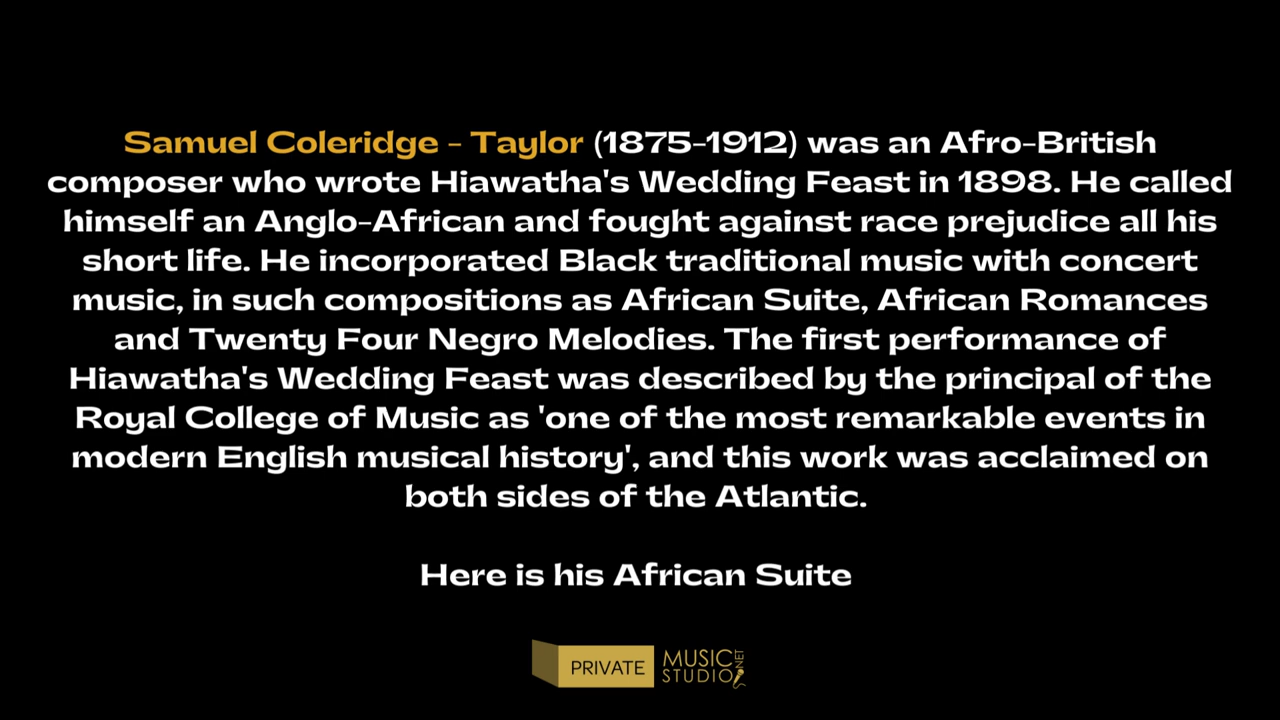 Samuel Coleridge - Taylor (1875-1912) was an Afro-British
composer who wrote Hiawatha's Wedding Feast in 1898. He called
himself an Anglo-African and fought against race prejudice all his
short life. He incorporated Black traditional music with concert
music, in such compositions as African Suite, African Romances
and Twenty Four Negro Melodies. The first performance of
Hiawatha's Wedding Feast was described by the principal of the
Royal College of Music as 'one of the most remarkable events in
modern English musical history', and this work was acclaimed on
both sides of the Atlantic.
Here is his African Suite
PRIVATE
MUSIC
STUDIO
.NET